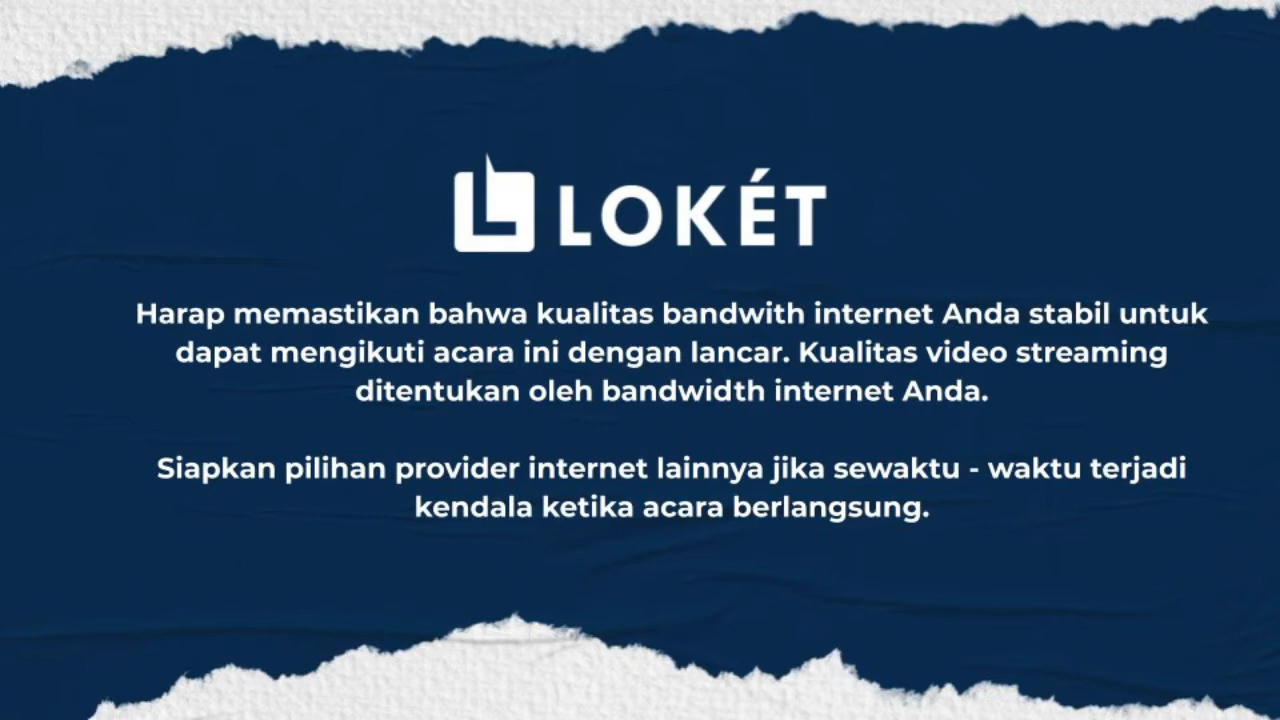 LOKÉT
Harap memastikan bahwa kualitas bandwith internet Anda stabil untuk
dapat mengikuti acara ini dengan lancar. Kualitas video streaming
ditentukan oleh bandwidth internet Anda.
Siapkan pilihan provider internet lainnya jika sewaktu - waktu terjadi
kendala ketika acara berlangsung.